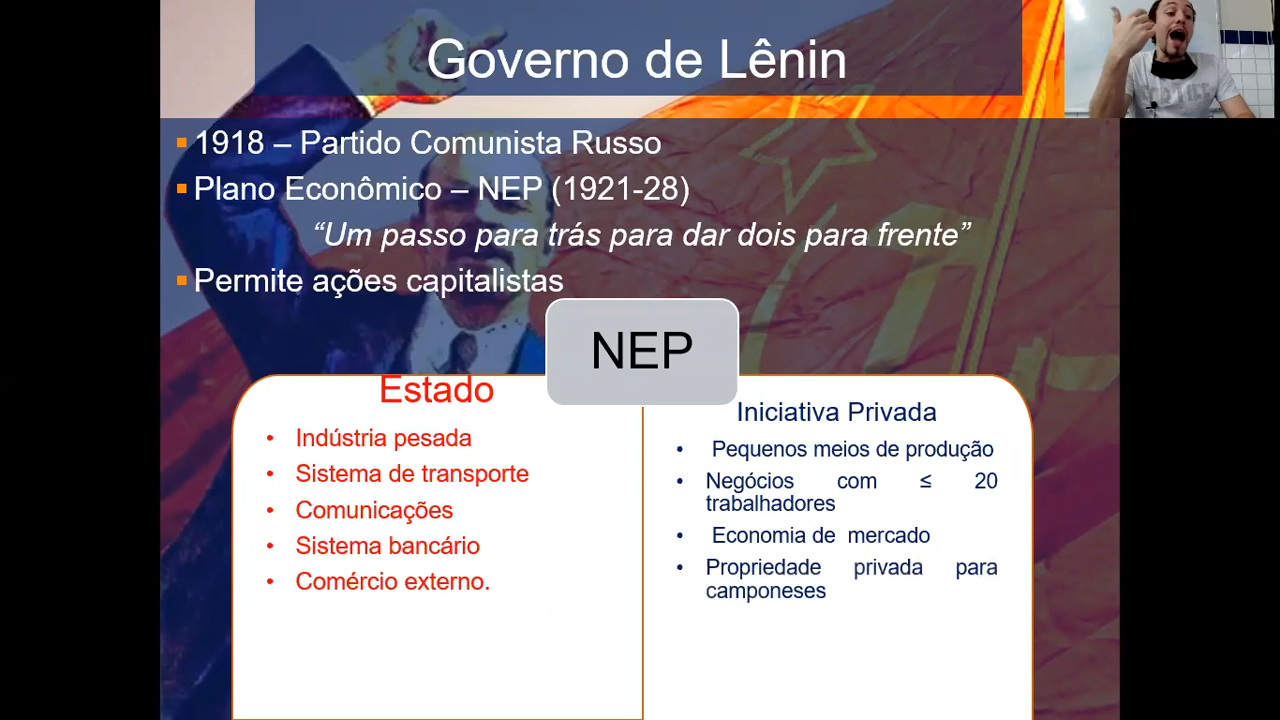 Governo de Lênin
1918 – Partido Comunista Russo
Plano Econômico – NEP (1921-28)
“Um passo para trás para dar dois para frente”
Permite ações capitalistas
NEP
Estado
• Indústria pesada
• Sistema de transporte
• Comunicações
• Sistema bancário
• Comércio externo.
Iniciativa Privada
• Pequenos meios de produção
• Negócios com ≤ 20
trabalhadores
• Economia de mercado
• Propriedade privada para
camponeses